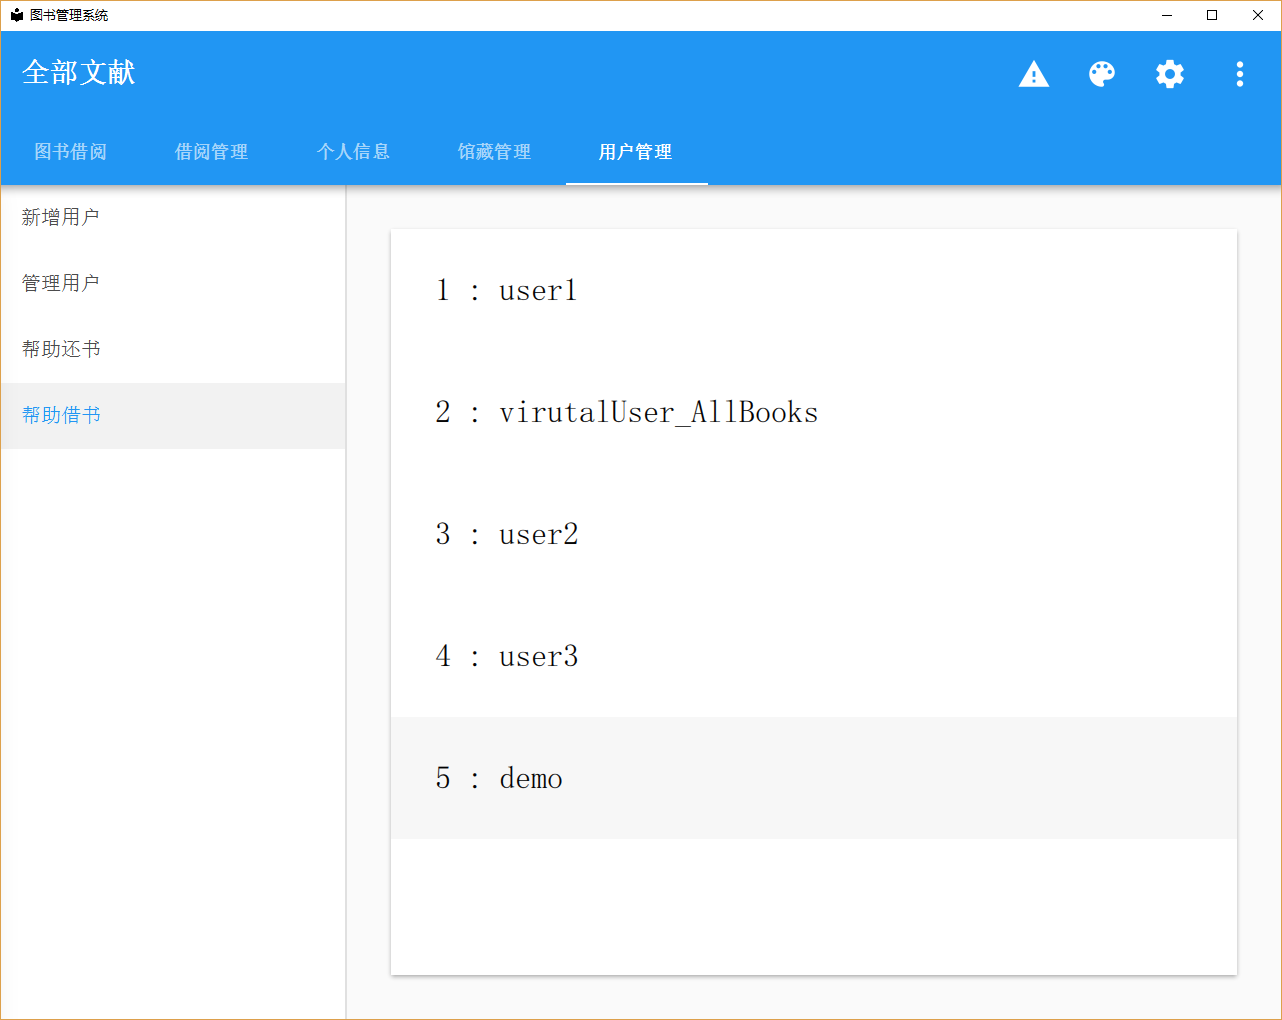 图书管理系统
全部文献
图书借阅 借阅管理 个人信息 馆藏管理 用户管理
新增用户
管理用户
帮助还书
帮助借书
1 : user1
2 : virutalUser_AllBooks
3 : user2
4 : user3
5 : demo